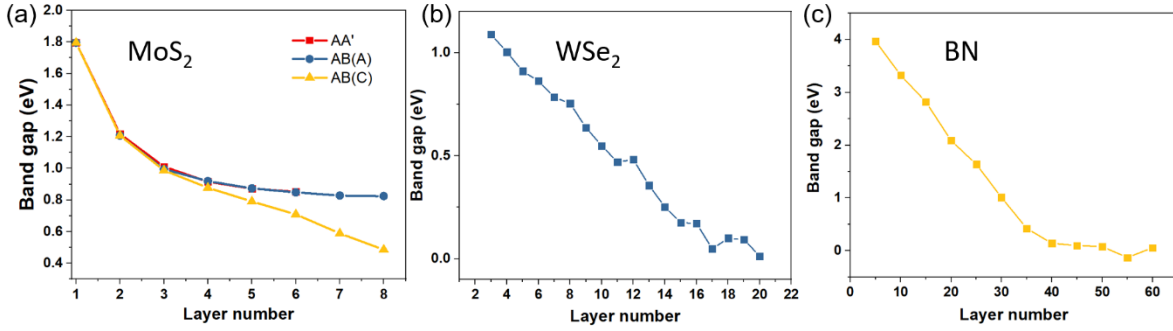 (a)
MoS2
AA'
AB(A)
AB(C)
Band gap (eV)
2.0
1.8
1.6
1.4
1.2
1.0
0.8
0.6
0.4
1 2 3 4 5 6 7 8
Layer number
(b)
WSe2
Band gap (eV)
1.0
0.5
0.0
2 4 6 8 10 12 14 16 18 20 22
Layer number
(c)
BN
Band gap (eV)
4
3
2
1
0
0 10 20 30 40 50 60
Layer number